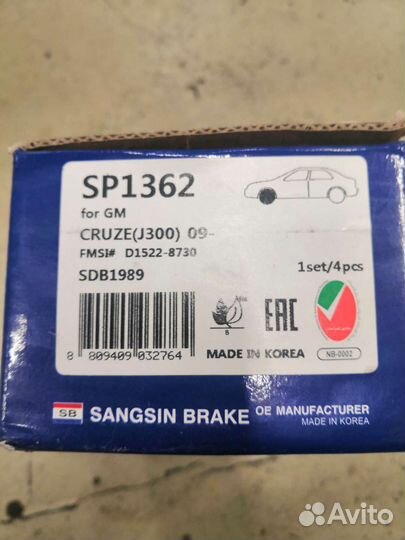 SP1362
for GM
CRUZE(J300) 09-
FMSI# D1522-8730
SDB1989
1set/4pcs
B
EAC
8 809409 032764
MADE IN KOREA
NB-0002
SB SANGSIN BRAKE OE MANUFACTURER
MADE IN KOREA
Avito